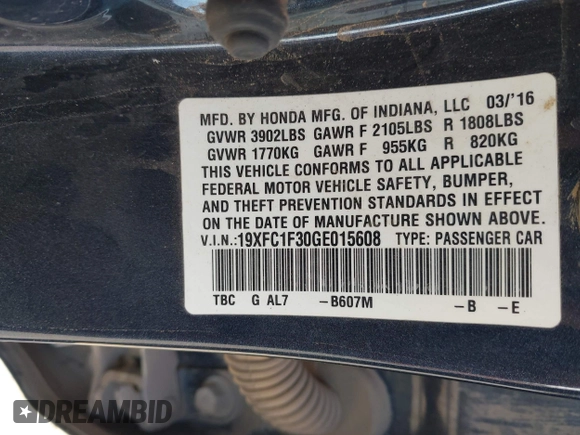 MFD. BY HONDA MFG. OF INDIANA, LLC 03/'16
GVWR 3902LBS GAWR F 2105LBS R 1808LBS
GVWR 1770KG GAWR F 955KG R 820KG
THIS VEHICLE CONFORMS TO ALL APPLICABLE
FEDERAL MOTOR VEHICLE SAFETY, BUMPER,
AND THEFT PREVENTION STANDARDS IN EFFECT
ON THE DATE OF MANUFACTURE SHOWN ABOVE.
V.I.N.:19XFC1F30GE015608 TYPE: PASSENGER CAR
TBC G AL7 -B607M -B -E
DREAMBID